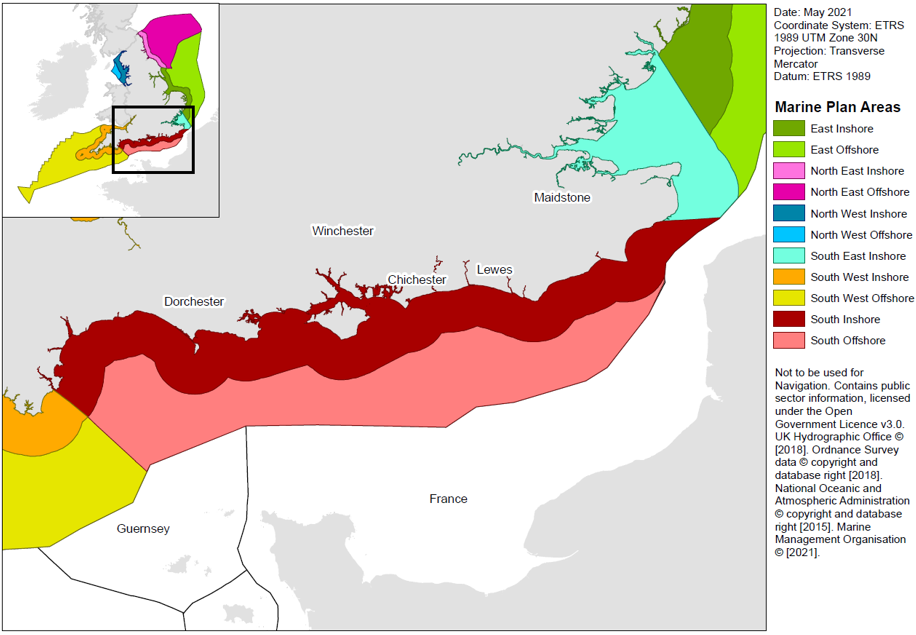 Date: May 2021
Coordinate System: ETRS
1989 UTM Zone 30N
Projection: Transverse
Mercator
Datum: ETRS 1989
Marine Plan Areas
East Inshore
East Offshore
North East Inshore
North East Offshore
North West Inshore
North West Offshore
South East Inshore
South West Inshore
South West Offshore
South Inshore
South Offshore
Not to be used for
Navigation. Contains public
sector information, licensed
under the Open
Government Licence v3.0.
UK Hydrographic Office ©
[2018]. Ordnance Survey
data © copyright and
database right [2018].
National Oceanic and
Atmospheric Administration
© copyright and database
right [2015]. Marine
Management Organisation
© [2021].
Maidstone
Winchester
Chichester
Lewes
Dorchester
France
Guernsey